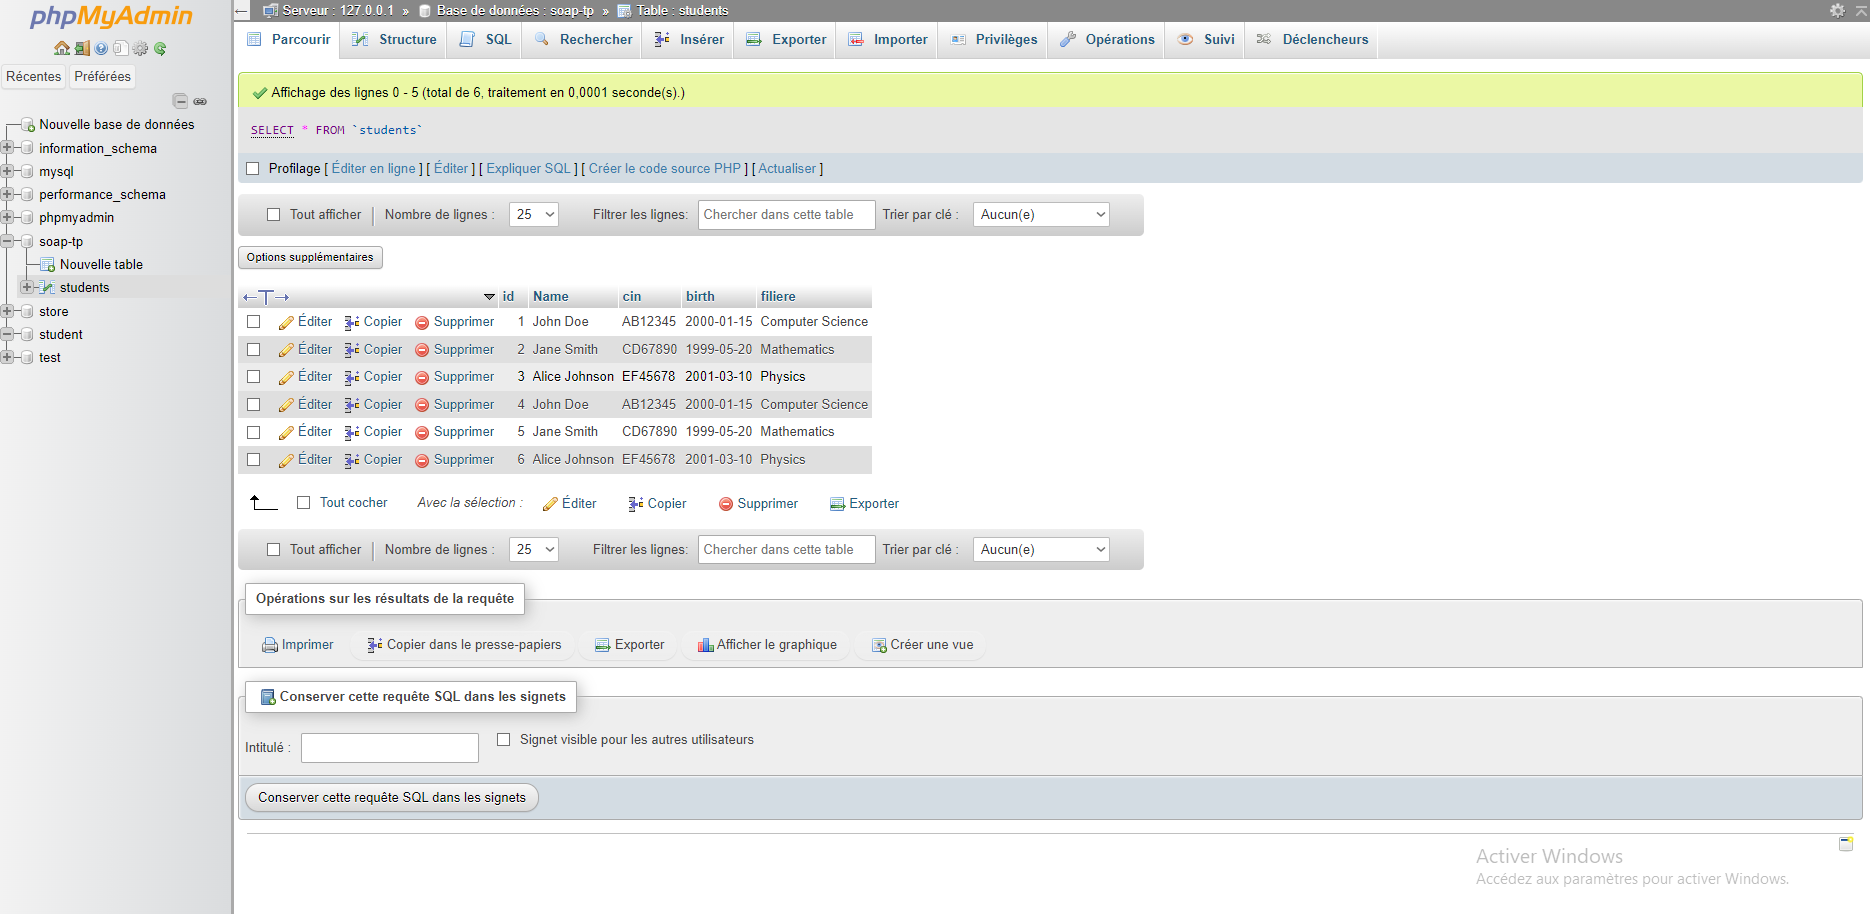 phpMyAdmin
Récentes Préférées
Nouvelle base de données
information_schema
mysql
performance_schema
phpmyadmin
soap-tp
Nouvelle table
students
store
student
test
Serveur : 127.0.0.1 » Base de données : soap-tp » Table : students
Parcourir Structure SQL Rechercher Insérer Exporter Importer Privilèges Opérations Suivi Déclencheurs
Affichage des lignes 0 - 5 (total de 6, traitement en 0,0001 seconde(s).)
SELECT * FROM `students`
Profilage [ Éditer en ligne ] [ Éditer ] [ Expliquer SQL ] [ Créer le code source PHP ] [ Actualiser ]
Tout afficher Nombre de lignes : 25 Filtrer les lignes: Chercher dans cette table Trier par clé : Aucun(e)
Options supplémentaires
←T→ id Name cin birth filiere
Éditer Copier Supprimer 1 John Doe AB12345 2000-01-15 Computer Science
Éditer Copier Supprimer 2 Jane Smith CD67890 1999-05-20 Mathematics
Éditer Copier Supprimer 3 Alice Johnson EF45678 2001-03-10 Physics
Éditer Copier Supprimer 4 John Doe AB12345 2000-01-15 Computer Science
Éditer Copier Supprimer 5 Jane Smith CD67890 1999-05-20 Mathematics
Éditer Copier Supprimer 6 Alice Johnson EF45678 2001-03-10 Physics
Tout cocher Avec la sélection : Éditer Copier Supprimer Exporter
Tout afficher Nombre de lignes : 25 Filtrer les lignes: Chercher dans cette table Trier par clé : Aucun(e)
Opérations sur les résultats de la requête
Imprimer Copier dans le presse-papiers Exporter Afficher le graphique Créer une vue
Conserver cette requête SQL dans les signets
Intitulé : Signet visible pour les autres utilisateurs
Conserver cette requête SQL dans les signets
Activer Windows
Accédez aux paramètres pour activer Windows.